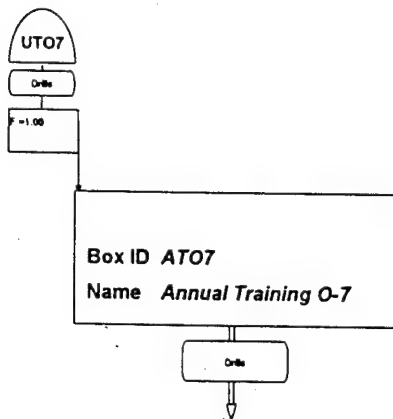 UTO7
Drills
F =1.00
Box ID ATO7
Name Annual Training O-7
Drills